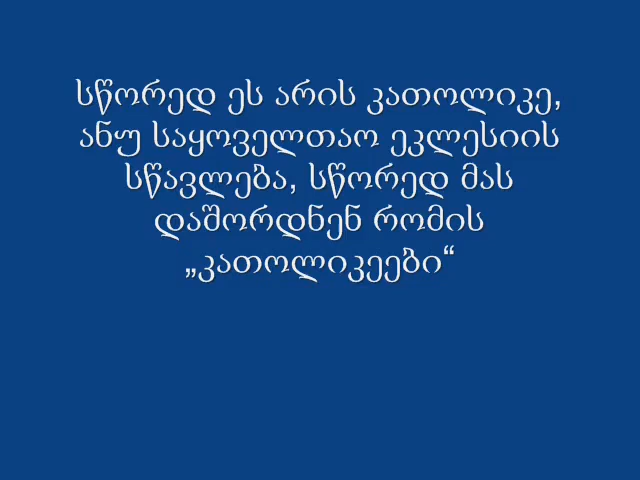 სწორედ ეს არის კათოლიკე,
ანუ საყოველთაო ეკლესიის
სწავლება, სწორედ მას
დაშორდნენ რომის
„კათოლიკეები“